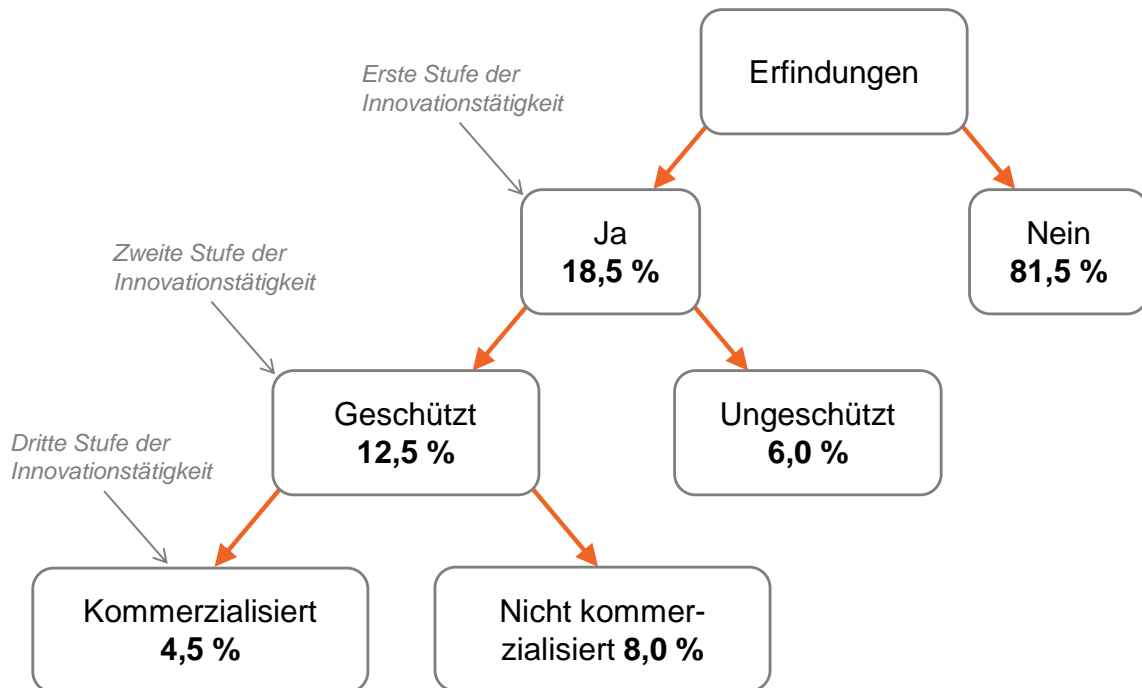 Erfindungen
Erste Stufe der
Innovationstätigkeit
Ja
18,5 %
Nein
81,5 %
Zweite Stufe der
Innovationstätigkeit
Geschützt
12,5 %
Ungeschützt
6,0 %
Dritte Stufe der
Innovationstätigkeit
Kommerzialisiert
4,5 %
Nicht kommer-
zialisiert 8,0 %